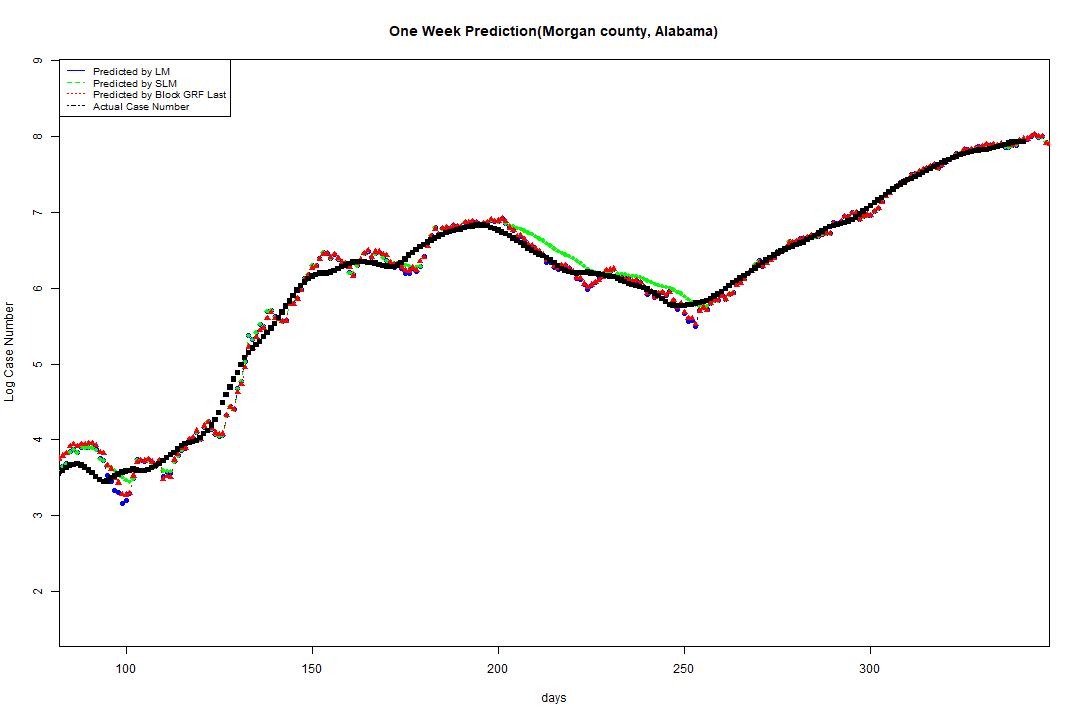 One Week Prediction(Morgan county, Alabama)
Predicted by LM
Predicted by SLM
Predicted by Block GRF Last
Actual Case Number
9
8
7
6
5
4
3
2
Log Case Number
100 150 200 250 300
days